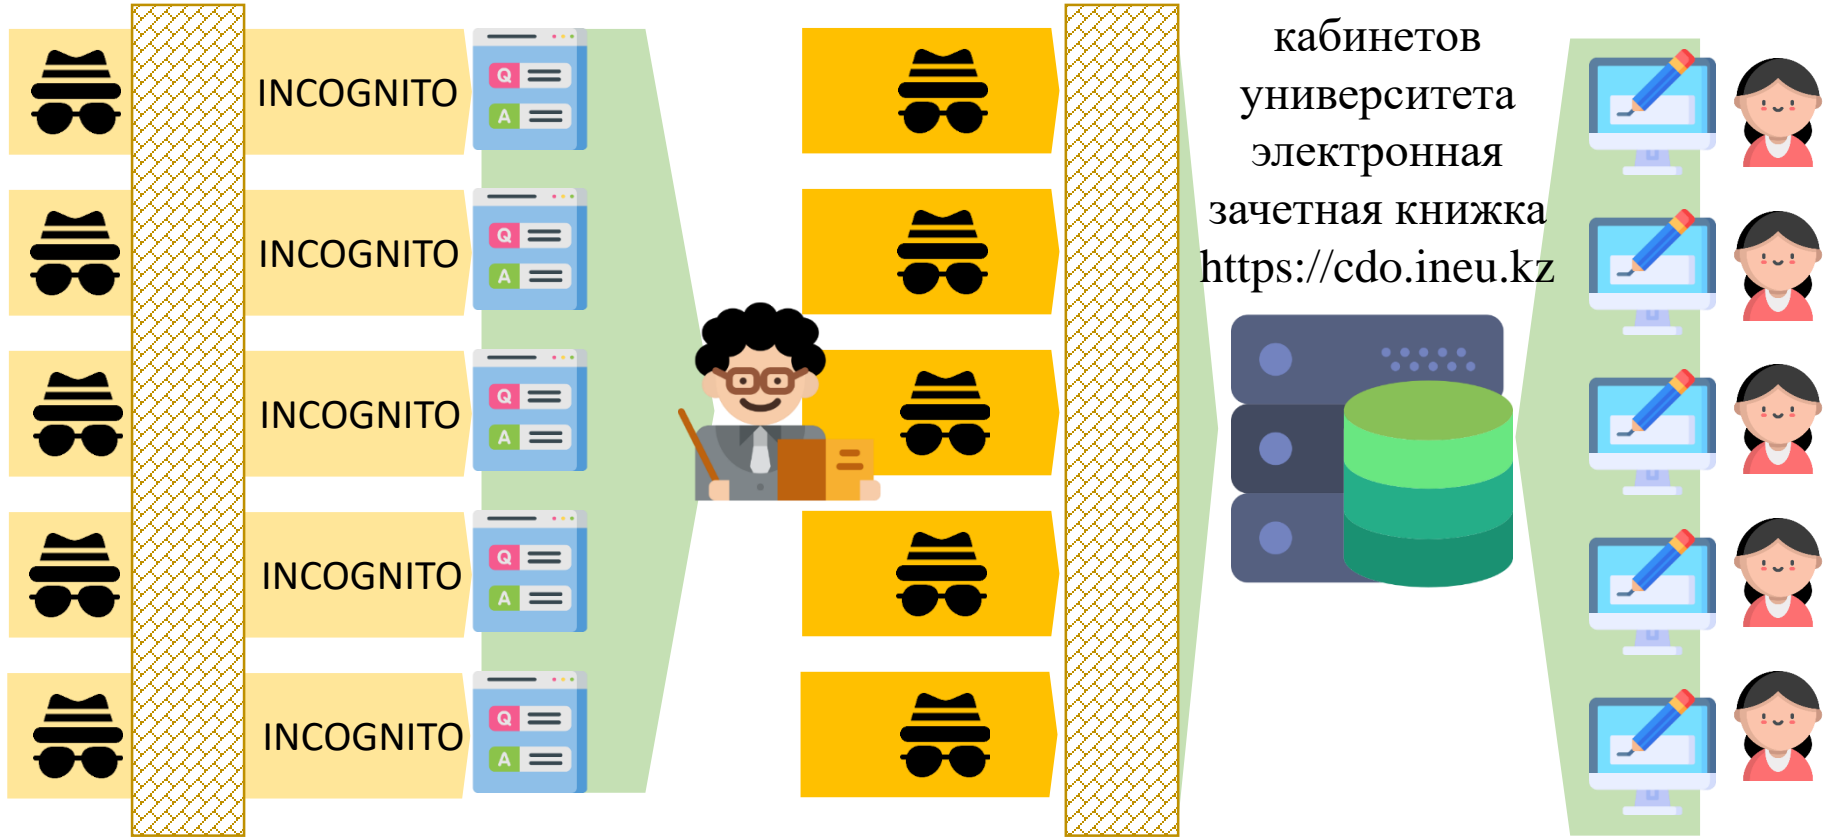 INCOGNITO
Q
A
INCOGNITO
Q
A
INCOGNITO
Q
A
INCOGNITO
Q
A
INCOGNITO
Q
A
кабинетов
университета
электронная
зачетная книжка
https://cdo.ineu.kz